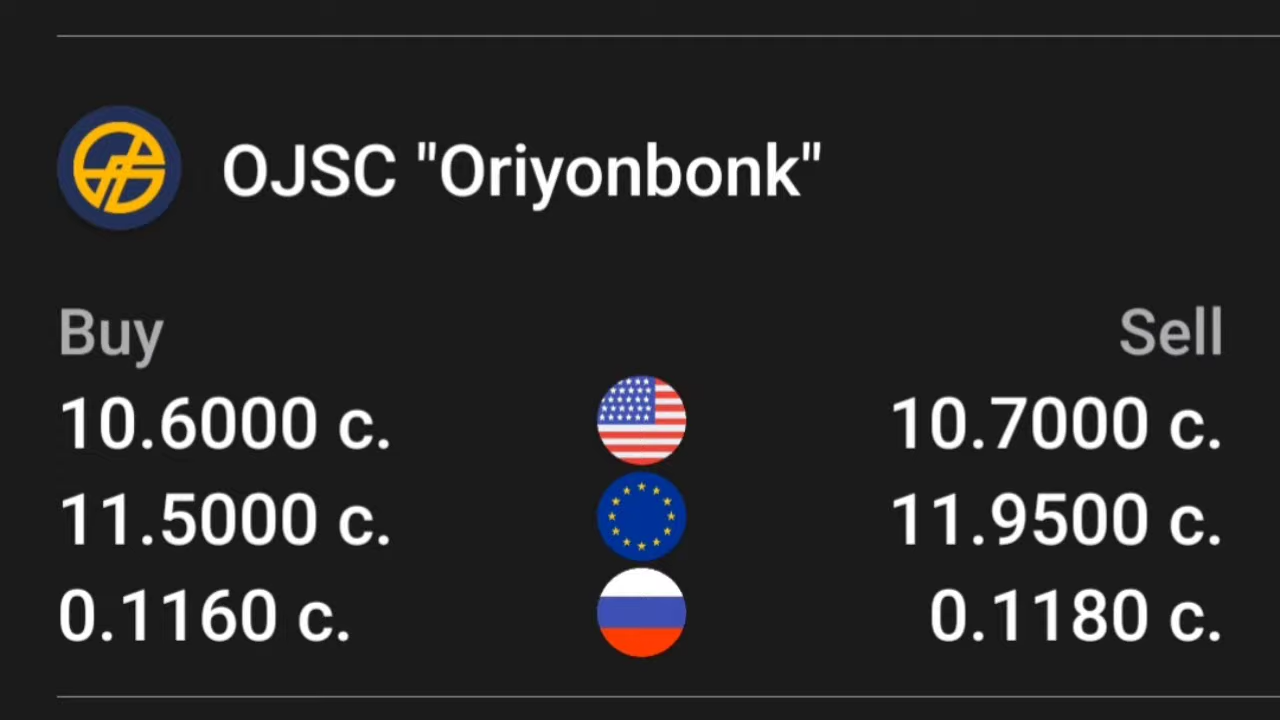 OJSC "Oriyonbonk"
Buy Sell
10.6000 c. 10.7000 c.
11.5000 c. 11.9500 c.
0.1160 c. 0.1180 c.